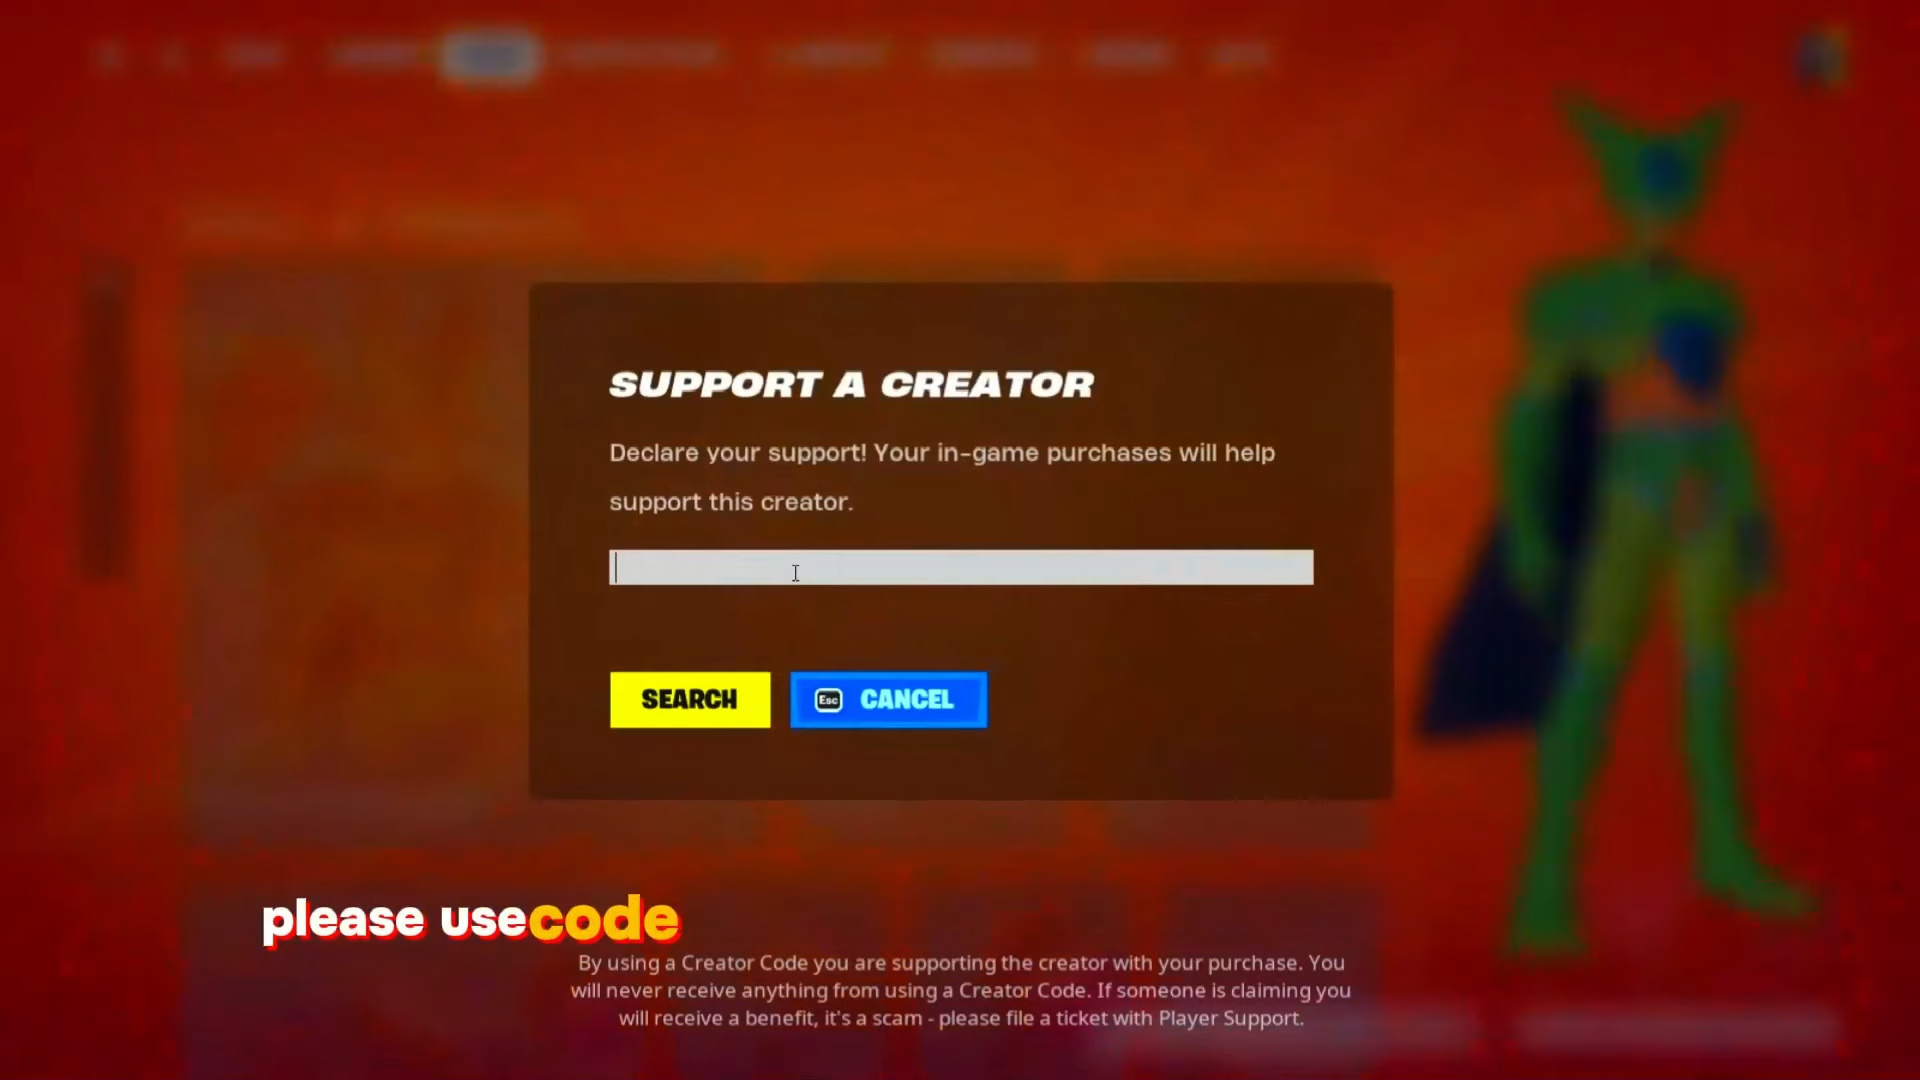 SUPPORT A CREATOR
Declare your support! Your in-game purchases will help
support this creator.
SEARCH
Esc CANCEL
please use code
By using a Creator Code you are supporting the creator with your purchase. You
will never receive anything from using a Creator Code. If someone is claiming you
will receive a benefit, it's a scam - please file a ticket with Player Support.